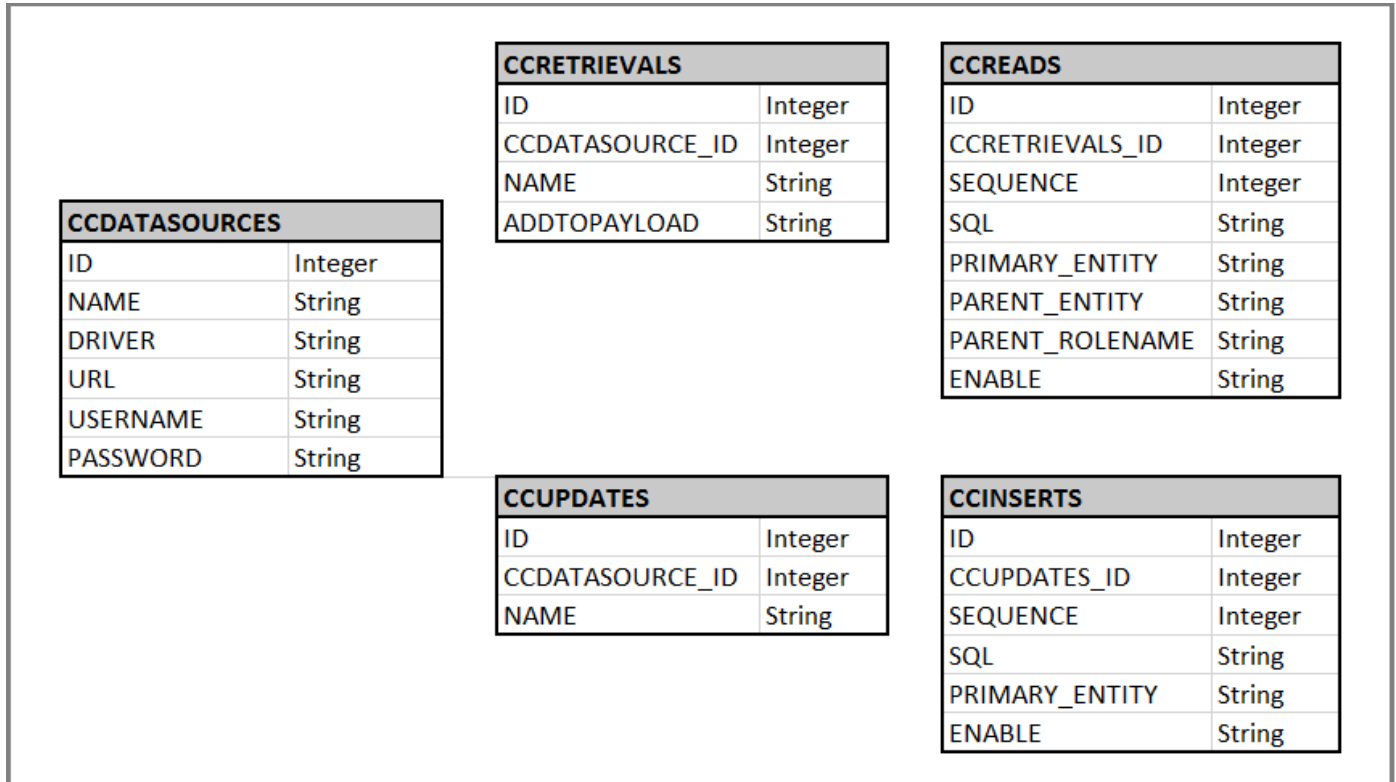 CCRETRIEVALS
ID Integer
CCDATASOURCE_ID Integer
NAME String
ADDTOPAYLOAD String
CCREADS
ID Integer
CCRETRIEVALS_ID Integer
SEQUENCE Integer
SQL String
PRIMARY_ENTITY String
PARENT_ENTITY String
PARENT_ROLENAME String
ENABLE String
CCDATASOURCES
ID Integer
NAME String
DRIVER String
URL String
USERNAME String
PASSWORD String
CCUPDATES
ID Integer
CCDATASOURCE_ID Integer
NAME String
CCINSERTS
ID Integer
CCUPDATES_ID Integer
SEQUENCE Integer
SQL String
PRIMARY_ENTITY String
ENABLE String